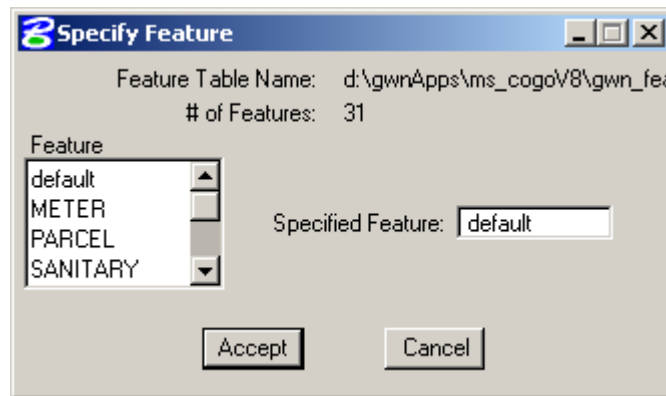 Specify Feature
Feature Table Name: d:\gwnApps\ms_cogoV8\gwn_fea
# of Features: 31
Feature
default
METER
PARCEL
SANITARY
Specified Feature: default
Accept Cancel